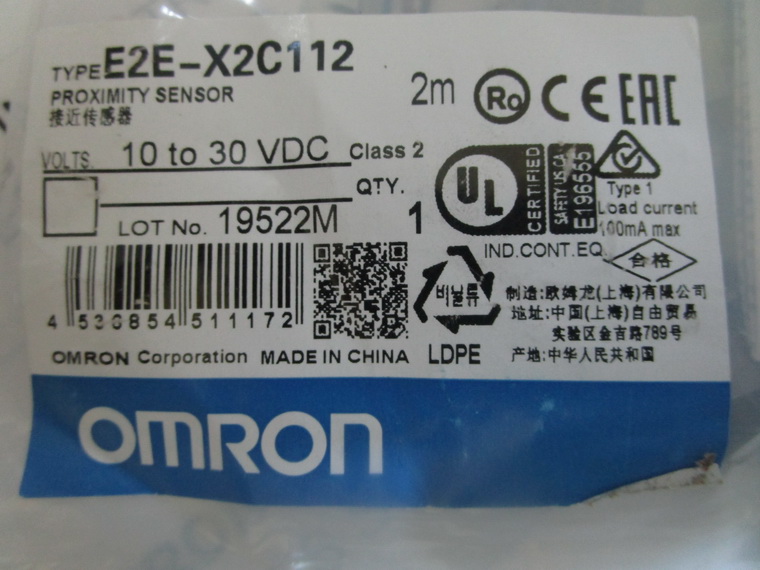 TYPE E2E-X2C112
PROXIMITY SENSOR
接近传感器
2m
VOLTS. 10 to 30 VDC Class 2
QTY.
LOT No. 19522M 1
CERTIFIED
SAFETY US.CA
E196555
UL
Type 1
Load current
100mA max
IND.CONT.EQ.
合格
4 536854 511172
비닐류
LDPE
制造:欧姆龙(上海)有限公司
地址:中国(上海)自由贸易
实验区金吉路789号
产地:中华人民共和国
OMRON Corporation MADE IN CHINA
OMRON